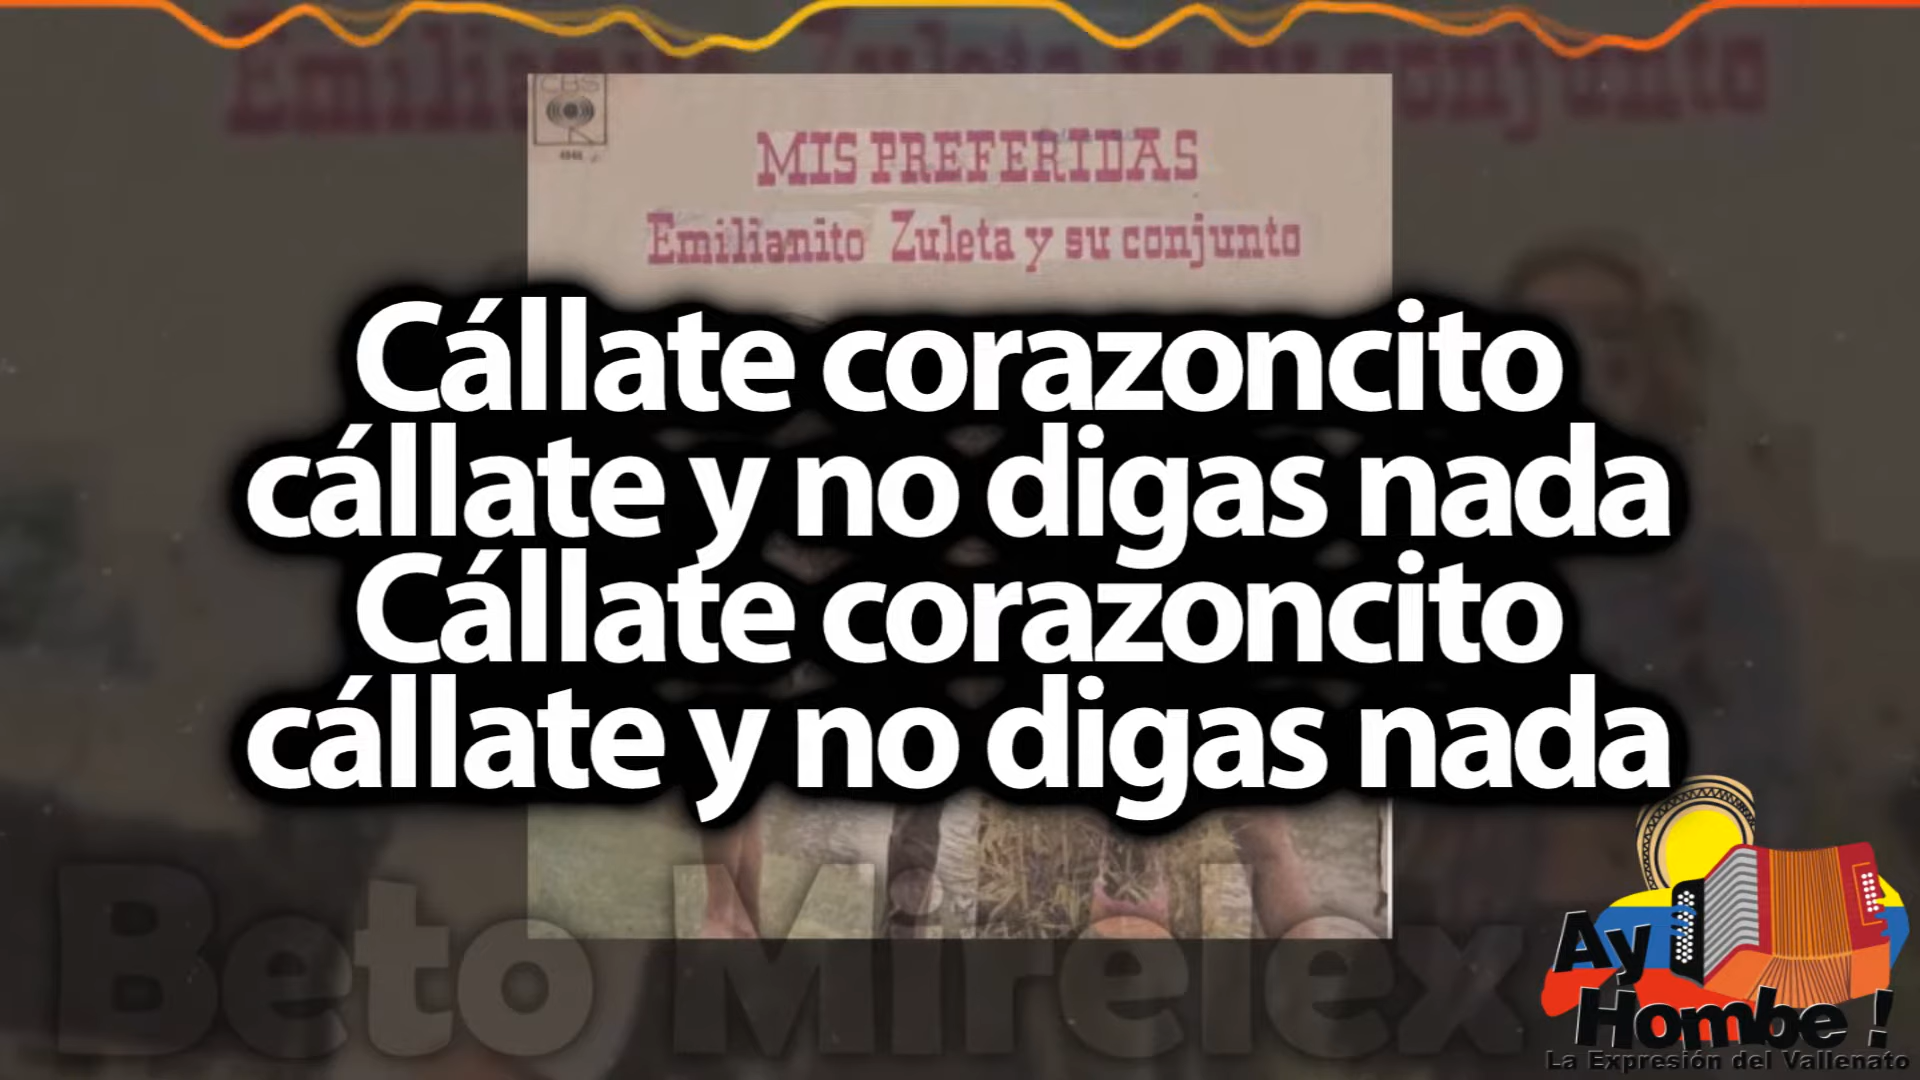 Emilianito Zuleta y su conjunto
CBS
MIS PREFERIDAS
Emilianito Zuleta y su conjunto
Cállate corazoncito
cállate y no digas nada
Cállate corazoncito
cállate y no digas nada
Beto Mirelex
Ay
Hombe !
La Expresión del Vallenato